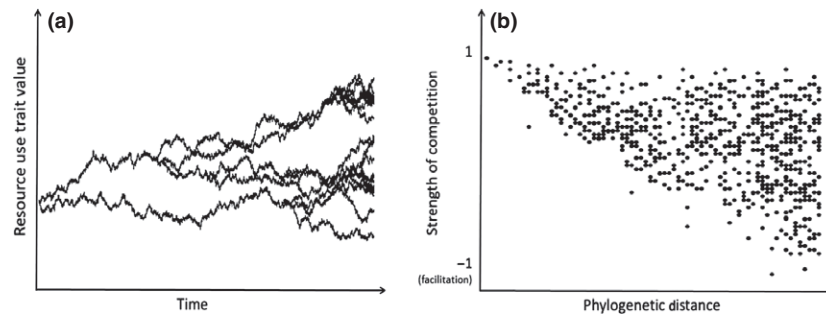 (a)
Resource use trait value
Time
(b)
Strength of competition
1
−1
(facilitation)
Phylogenetic distance